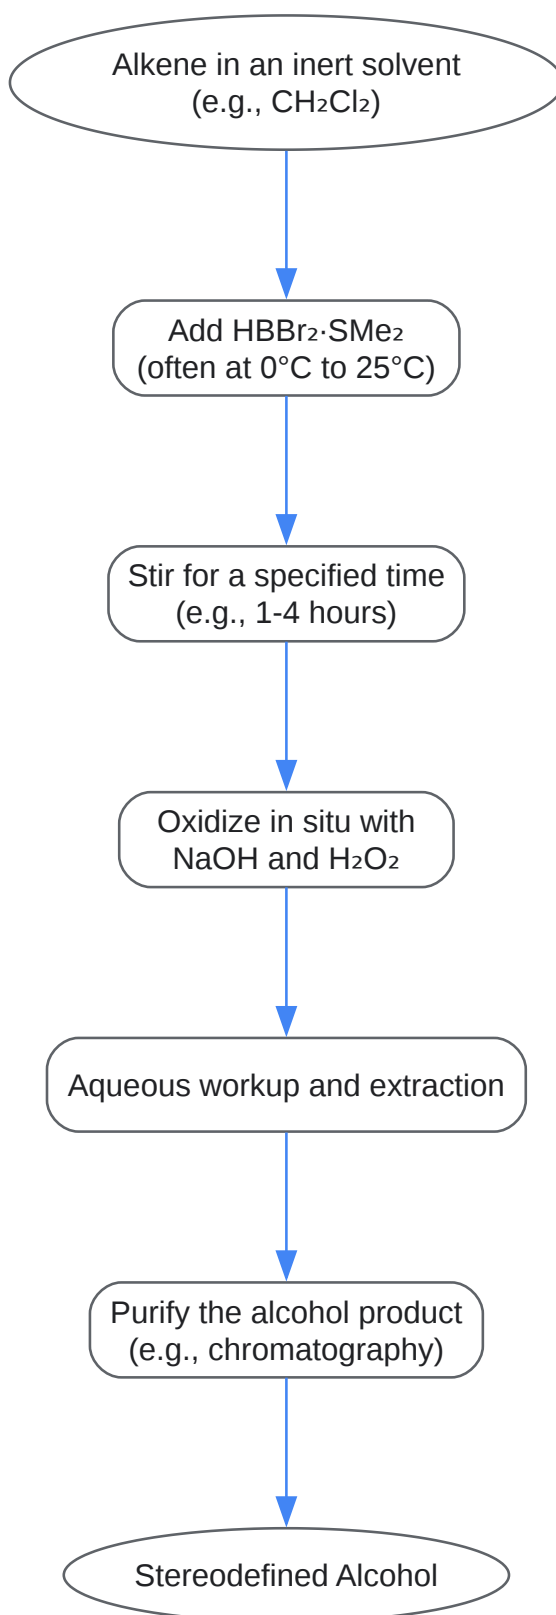 Alkene in an inert solvent
(e.g., CH₂Cl₂)
Add HBBr₂·SMe₂
(often at 0°C to 25°C)
Stir for a specified time
(e.g., 1-4 hours)
Oxidize in situ with
NaOH and H₂O₂
Aqueous workup and extraction
Purify the alcohol product
(e.g., chromatography)
Stereodefined Alcohol